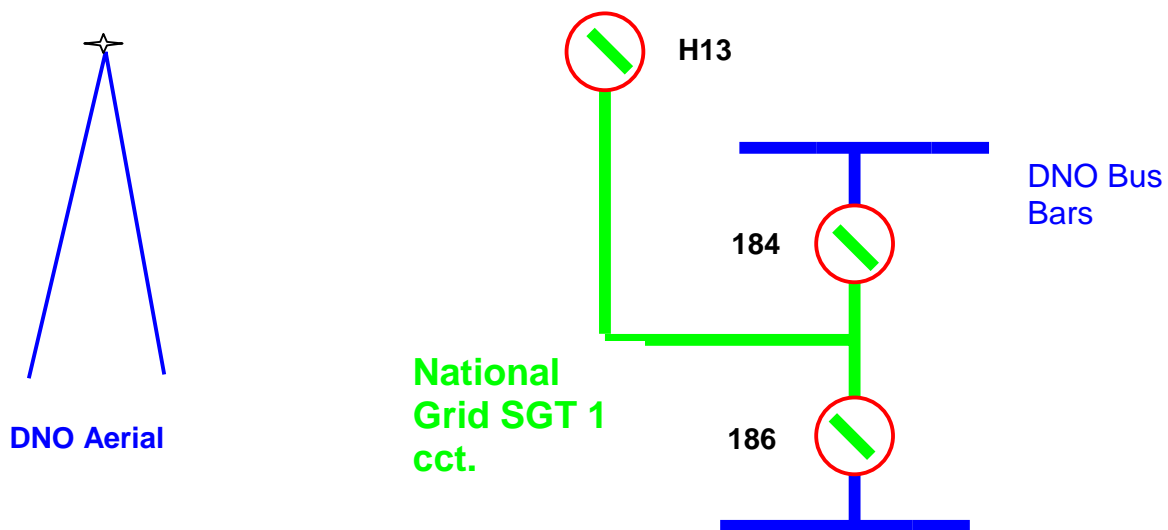 H13
DNO Bus
Bars
184
National
Grid SGT 1
cct.
DNO Aerial
186